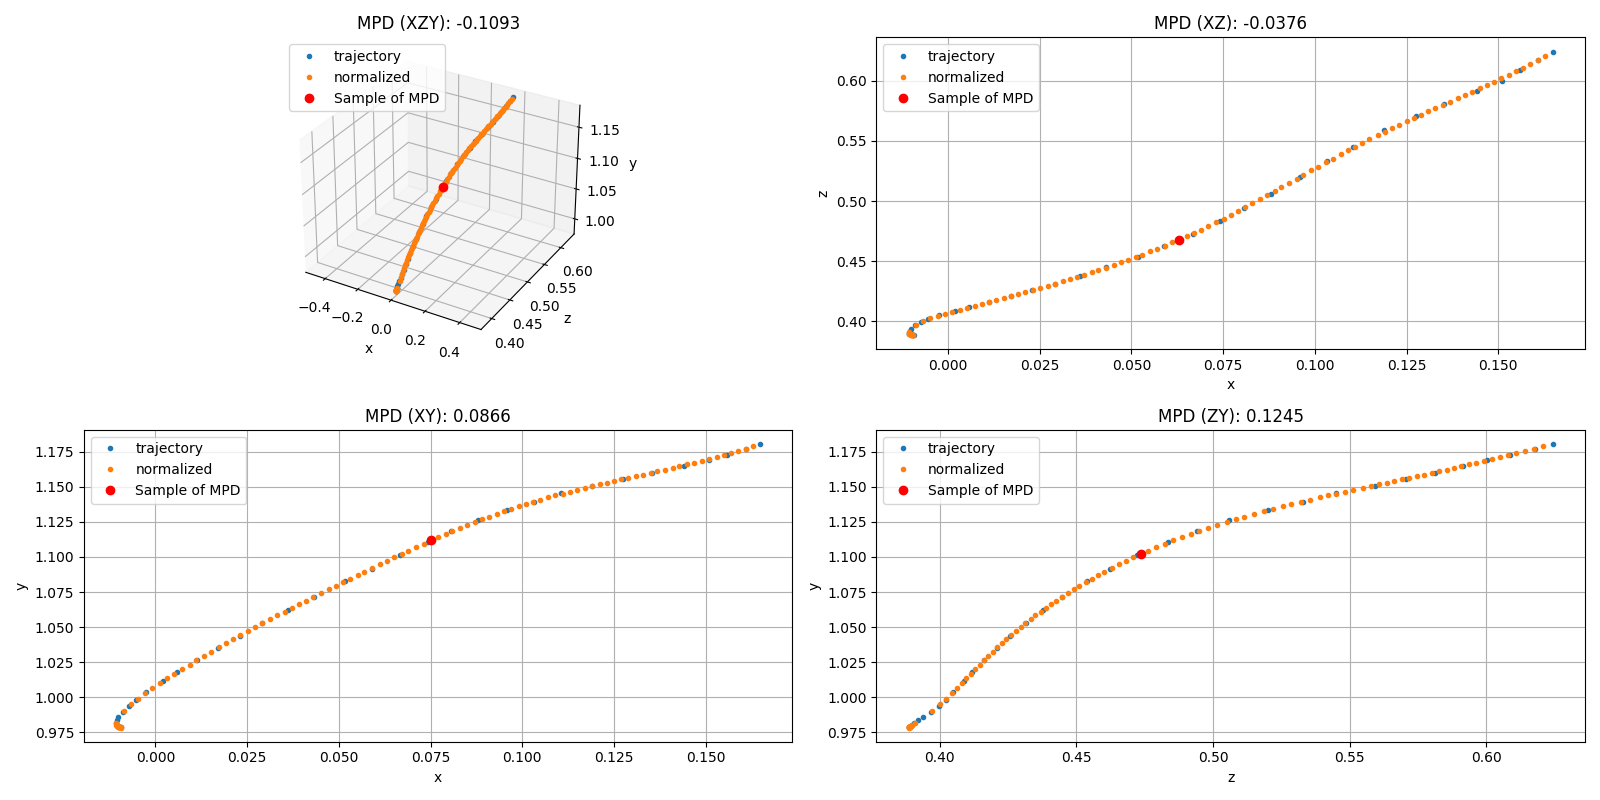 MPD (XZY): -0.1093
trajectory
normalized
Sample of MPD
1.15
1.10
y
1.05
1.00
−0.4
−0.2
0.0
0.2
0.4
x
0.40
0.45
0.50
0.55
0.60
z
MPD (XZ): -0.0376
trajectory
normalized
Sample of MPD
0.60
0.55
0.50
0.45
0.40
z
0.000 0.025 0.050 0.075 0.100 0.125 0.150
x
MPD (XY): 0.0866
trajectory
normalized
Sample of MPD
1.175
1.150
1.125
1.100
1.075
1.050
1.025
1.000
0.975
y
0.000 0.025 0.050 0.075 0.100 0.125 0.150
x
MPD (ZY): 0.1245
trajectory
normalized
Sample of MPD
1.175
1.150
1.125
1.100
1.075
1.050
1.025
1.000
0.975
y
0.40 0.45 0.50 0.55 0.60
z